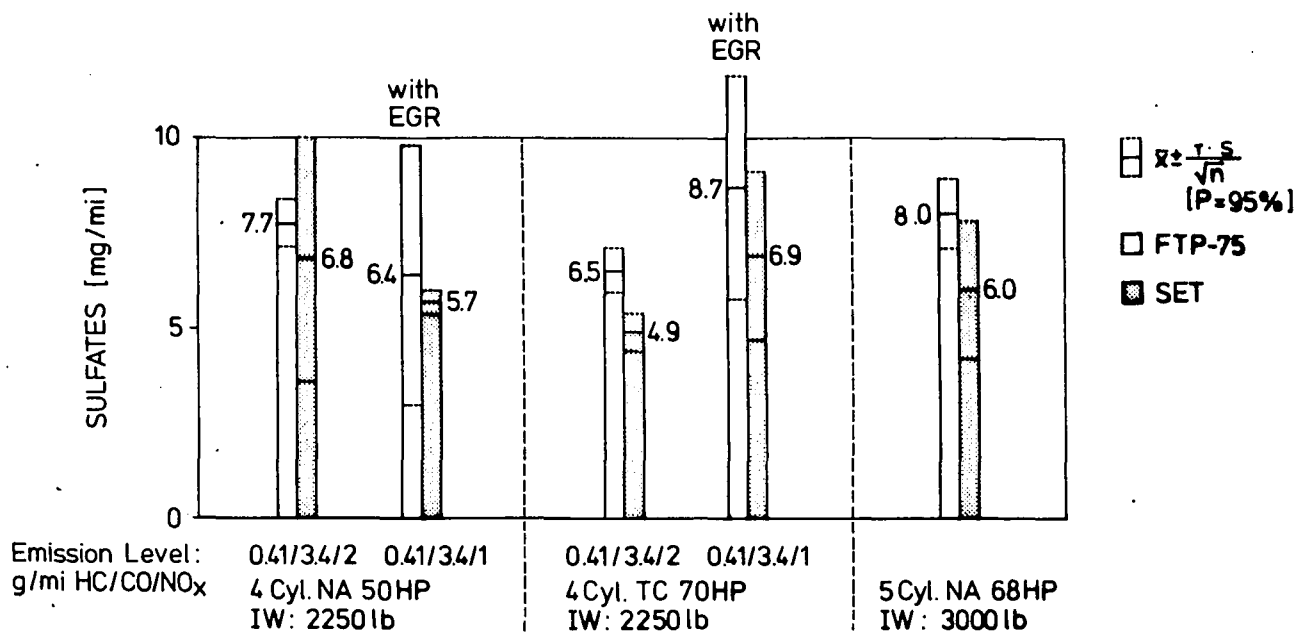 with
EGR
with
EGR
10
5
0
SULFATES [mg/mi]
7.7
6.8
6.4
5.7
6.5
4.9
8.7
6.9
8.0
6.0
x̄ ± τ·s
√n
[P=95%]
FTP-75
SET
Emission Level:
g/mi HC/CO/NOx
0.41/3.4/2 0.41/3.4/1
4 Cyl. NA 50HP
IW: 2250 lb
0.41/3.4/2 0.41/3.4/1
4 Cyl. TC 70HP
IW: 2250 lb
5 Cyl. NA 68HP
IW: 3000 lb